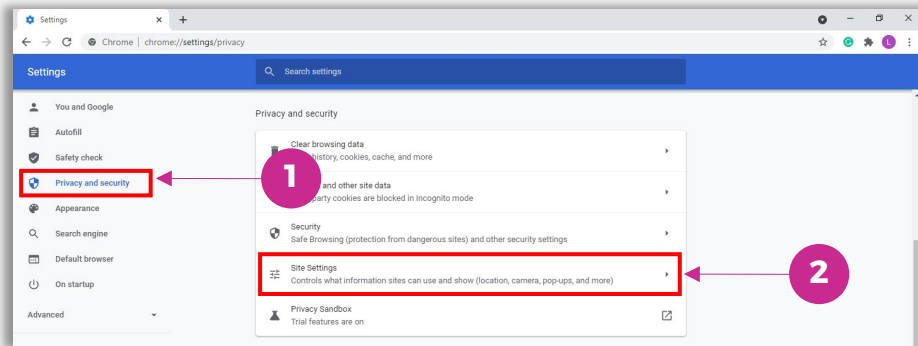 Settings
Chrome | chrome://settings/privacy
L
Settings
Search settings
You and Google
Autofill
Safety check
Privacy and security
Appearance
Search engine
Default browser
On startup
Advanced
Privacy and security
Clear browsing data
history, cookies, cache, and more
and other site data
party cookies are blocked in Incognito mode
Security
Safe Browsing (protection from dangerous sites) and other security settings
Site Settings
Controls what information sites can use and show (location, camera, pop-ups, and more)
Privacy Sandbox
Trial features are on
1
2